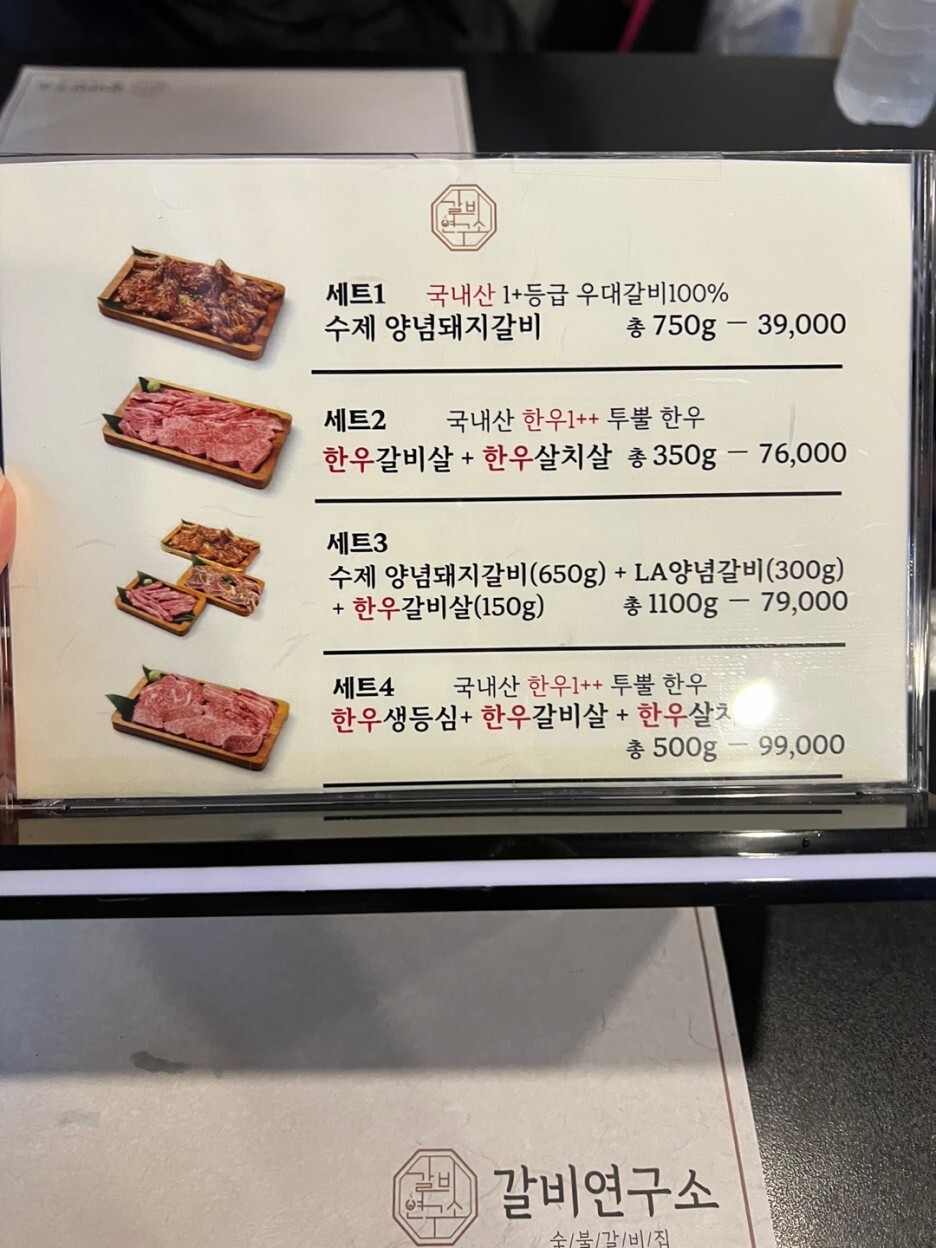 갈비
연구소
세트1 국내산 1+등급 우대갈비100%
수제 양념돼지갈비 총 750g — 39,000
세트2 국내산 한우1++ 투뿔 한우
한우갈비살 + 한우살치살 총 350g — 76,000
세트3
수제 양념돼지갈비(650g) + LA양념갈비(300g)
+ 한우갈비살(150g) 총 1100g — 79,000
세트4 국내산 한우1++ 투뿔 한우
한우생등심+ 한우갈비살 + 한우살치
총 500g — 99,000
갈비
연구소
갈비연구소
숯/불/갈/비/집